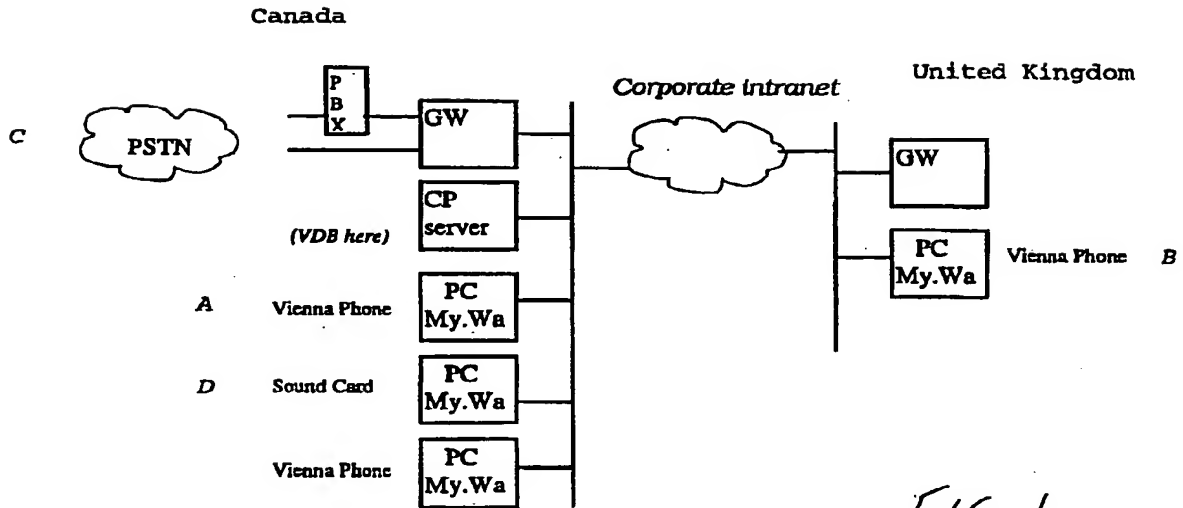 Canada
United Kingdom
Corporate intranet
P
B
X
GW
C
PSTN
GW
CP
server
(VDB here)
PC
My.Wa
Vienna Phone
B
A
Vienna Phone
PC
My.Wa
D
Sound Card
PC
My.Wa
Vienna Phone
PC
My.Wa